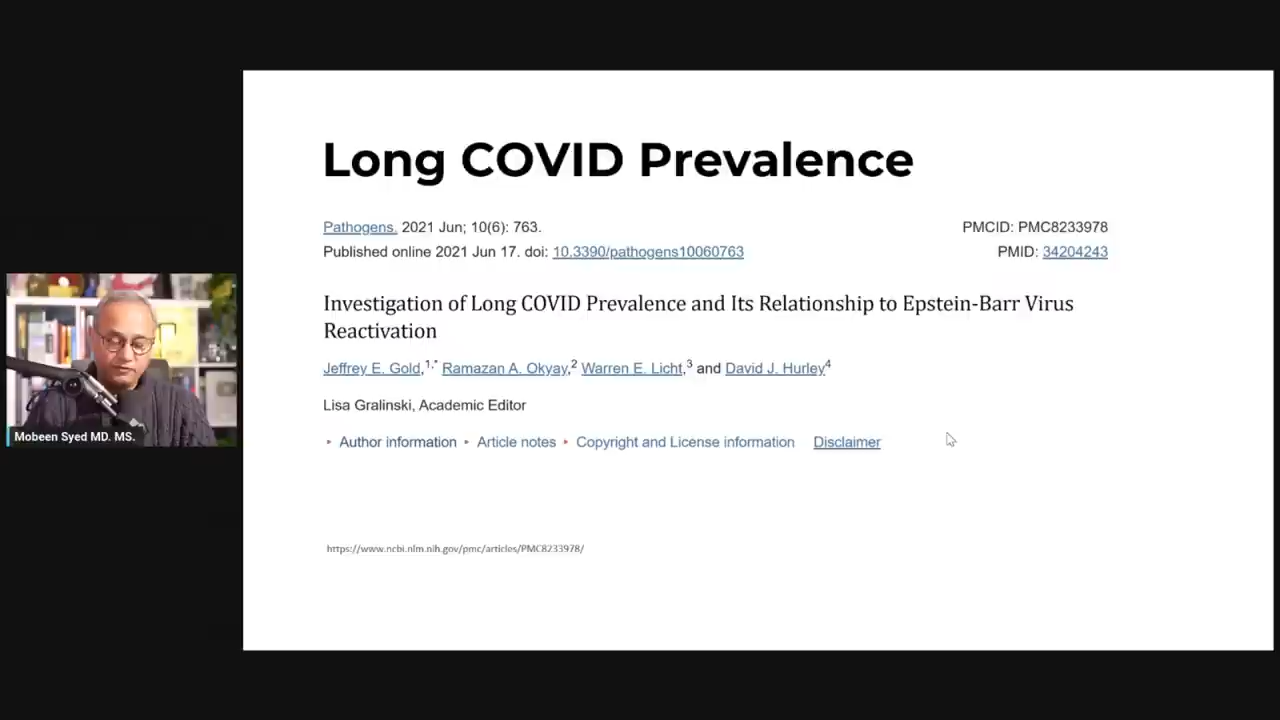 Long COVID Prevalence
Pathogens. 2021 Jun; 10(6): 763.
PMCID: PMC8233978
Published online 2021 Jun 17. doi: 10.3390/pathogens10060763
PMID: 34204243
Investigation of Long COVID Prevalence and Its Relationship to Epstein-Barr Virus
Reactivation
Jeffrey E. Gold,1,* Ramazan A. Okyay,2 Warren E. Licht,3 and David J. Hurley4
Lisa Gralinski, Academic Editor
▸ Author information ▸ Article notes ▸ Copyright and License information Disclaimer
https://www.ncbi.nlm.nih.gov/pmc/articles/PMC8233978/
Mobeen Syed MD. MS.